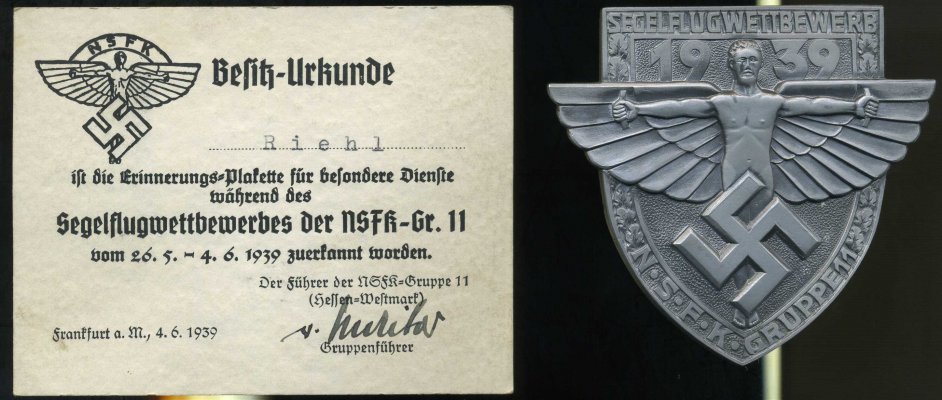 NSFK
Besitz-Urkunde
Riehl
ist die Erinnerungs-Plakette für besondere Dienste
während des
Segelflugwettbewerbes der NSFK-Gr. 11
vom 26. 5. - 4. 6. 1939 zuerkannt worden.
Der Führer der NSFK-Gruppe 11
(Hessen-Westmark)
Frankfurt a. M., 4. 6. 1939
v.
Gruppenführer
SEGELFLUGWETTBEWERB
1939
N·S·F·K·GRUPPE 11